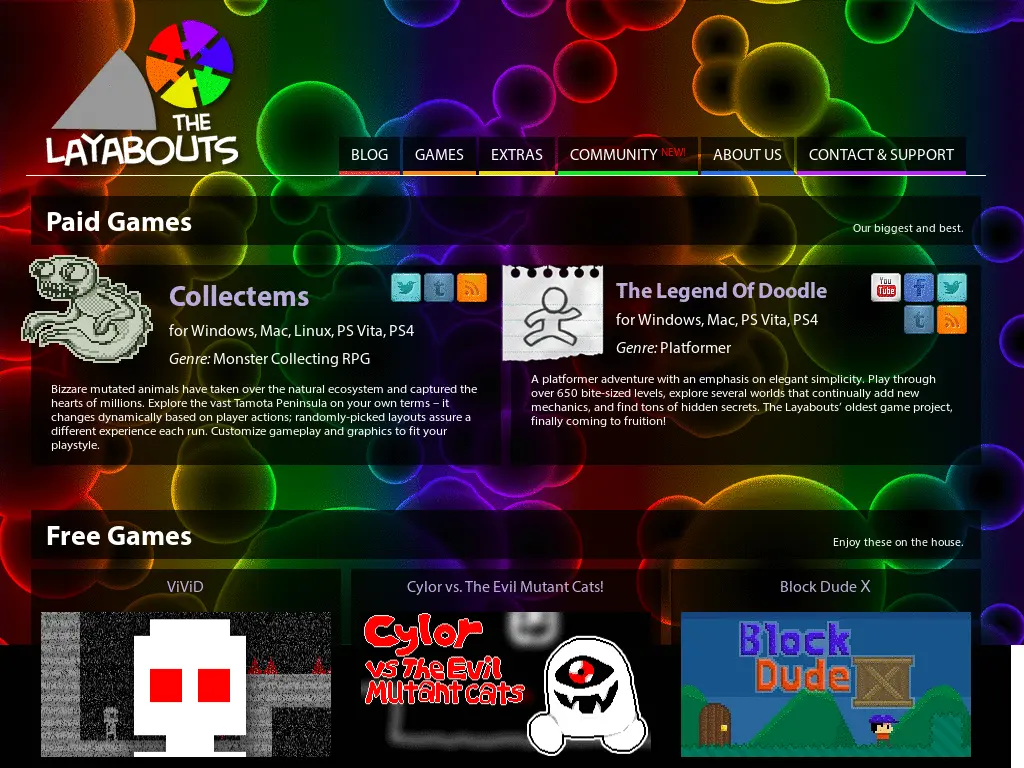 THE
LAYABOUTS
BLOG
GAMES
EXTRAS
COMMUNITY NEW!
ABOUT US
CONTACT & SUPPORT
Paid Games
Our biggest and best.
Collectems
for Windows, Mac, Linux, PS Vita, PS4
Genre: Monster Collecting RPG
Bizzare mutated animals have taken over the natural ecosystem and captured the
hearts of millions. Explore the vast Tamota Peninsula on your own terms – it
changes dynamically based on player actions; randomly-picked layouts assure a
different experience each run. Customize gameplay and graphics to fit your
playstyle.
The Legend Of Doodle
You
Tube
for Windows, Mac, PS Vita, PS4
Genre: Platformer
A platformer adventure with an emphasis on elegant simplicity. Play through
over 650 bite-sized levels, explore several worlds that continually add new
mechanics, and find tons of hidden secrets. The Layabouts' oldest game project,
finally coming to fruition!
Free Games
Enjoy these on the house.
ViViD
Cylor vs. The Evil Mutant Cats!
Cylor
vs The Evil
Mutant cats
Block Dude X
Block
Dude X